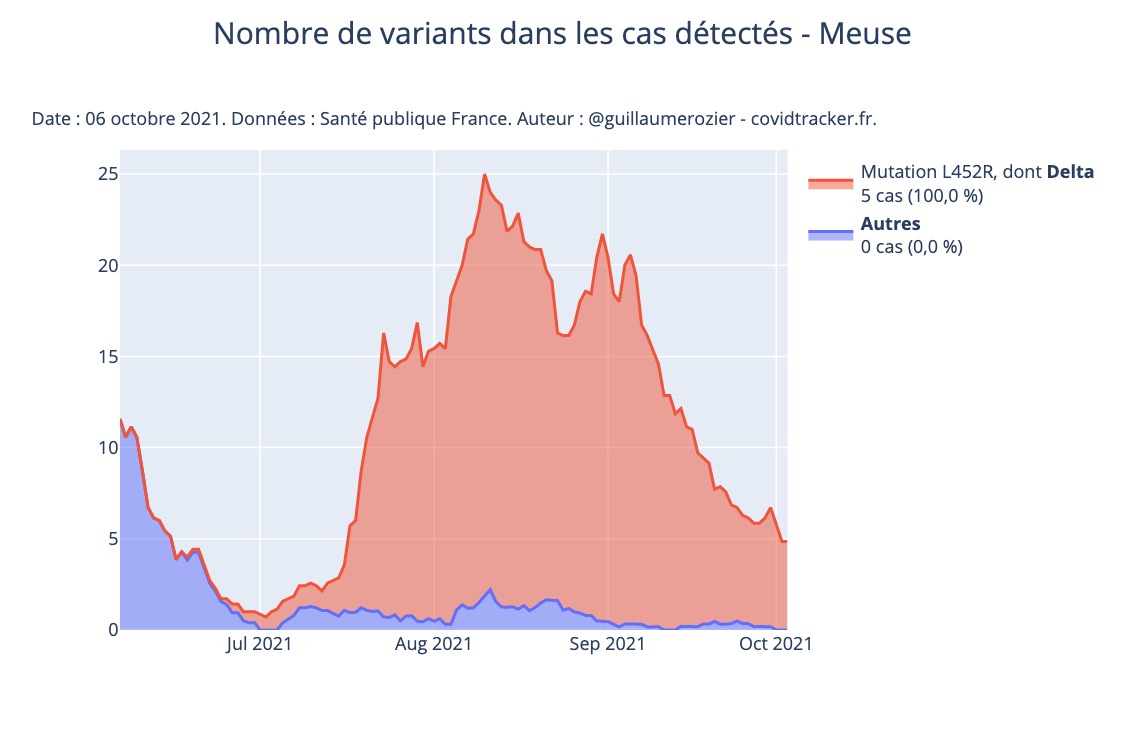 Nombre de variants dans les cas détectés - Meuse
Date : 06 octobre 2021. Données : Santé publique France. Auteur : @guillaumerozier - covidtracker.fr.
25
20
15
10
5
0
Jul 2021
Aug 2021
Sep 2021
Oct 2021
Mutation L452R, dont Delta
5 cas (100,0 %)
Autres
0 cas (0,0 %)